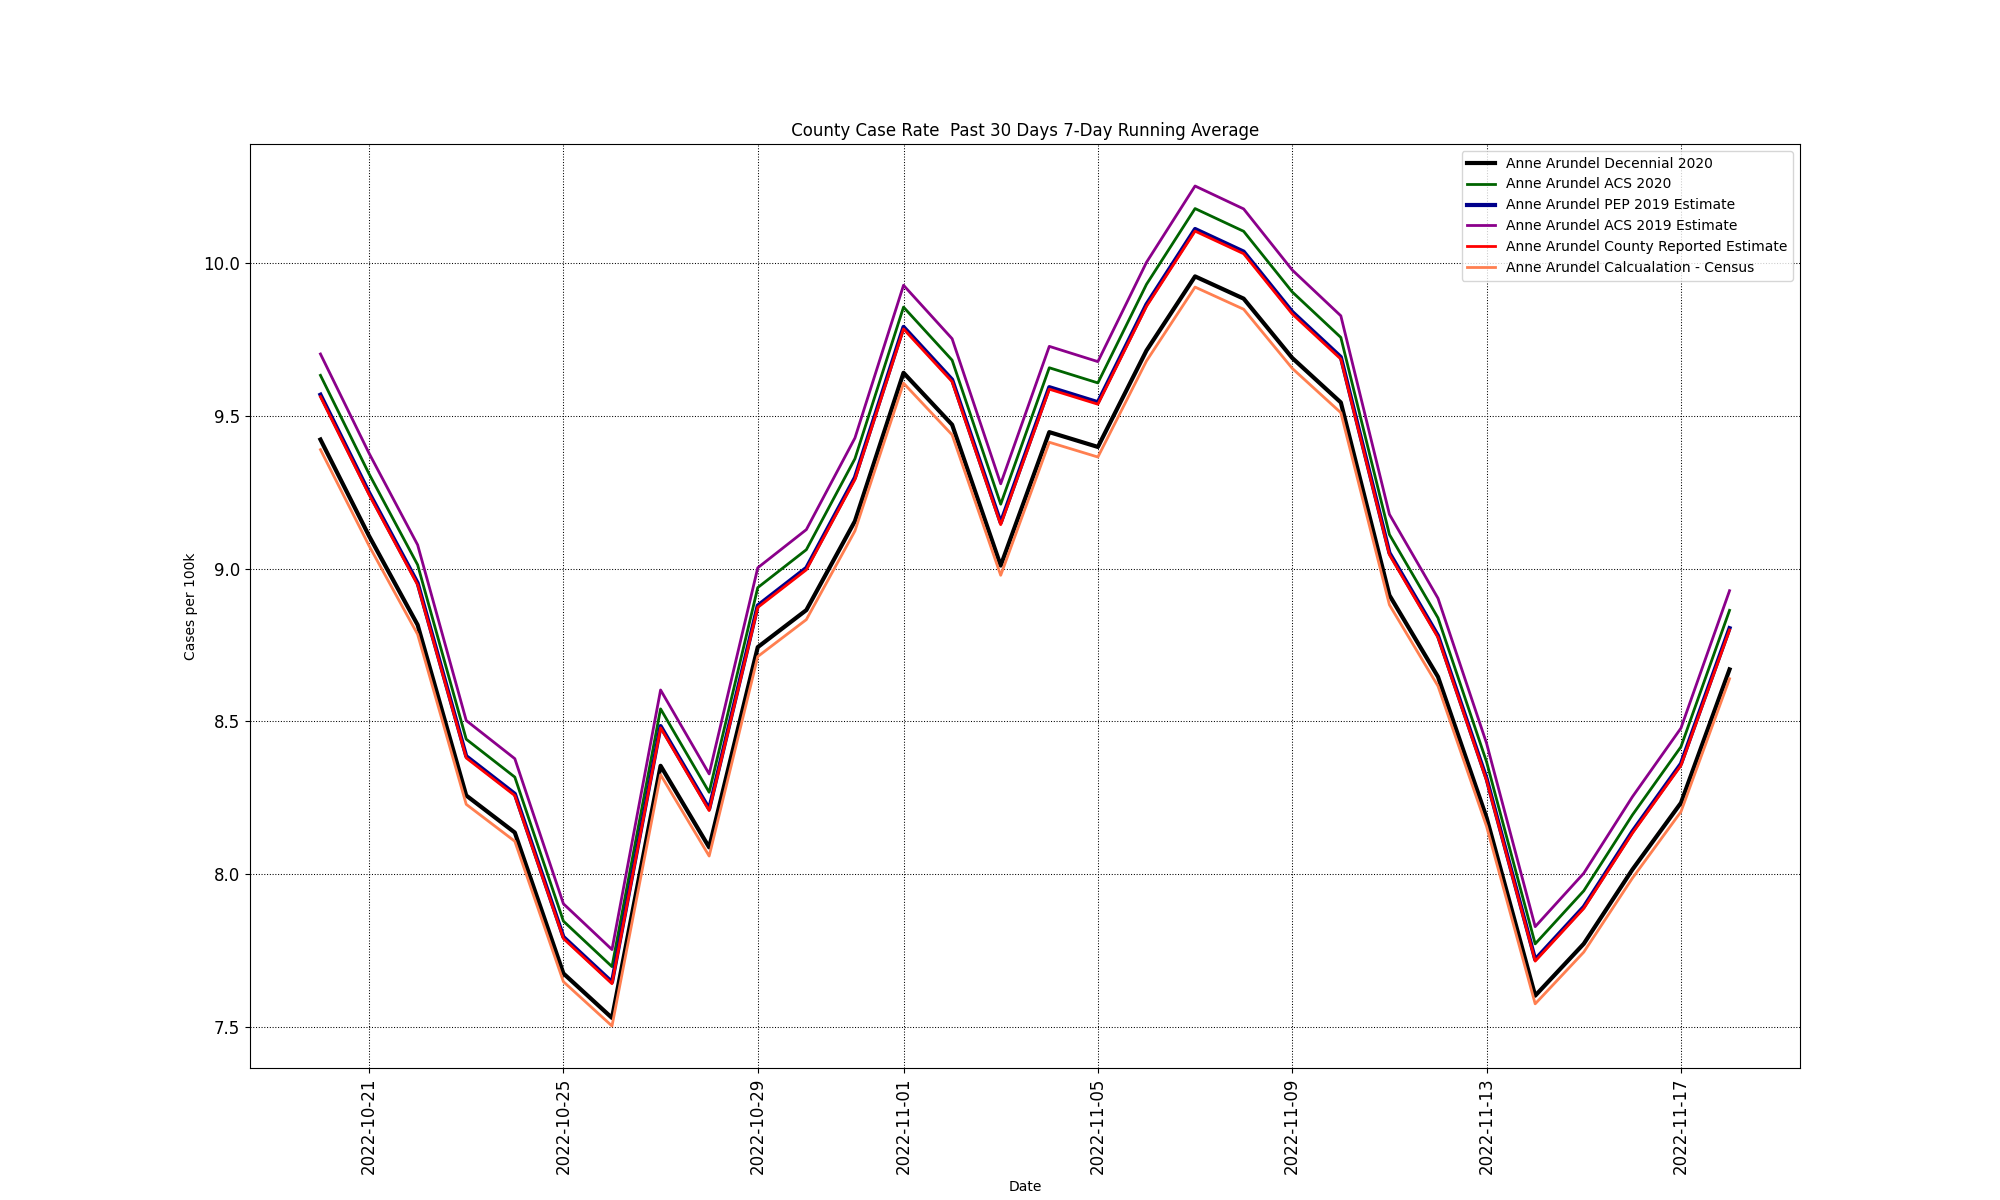 County Case Rate  Past 30 Days 7-Day Running Average
Anne Arundel Decennial 2020
Anne Arundel ACS 2020
Anne Arundel PEP 2019 Estimate
Anne Arundel ACS 2019 Estimate
Anne Arundel County Reported Estimate
Anne Arundel Calcualation - Census
Cases per 100k
10.0
9.5
9.0
8.5
8.0
7.5
2022-10-21
2022-10-25
2022-10-29
2022-11-01
2022-11-05
2022-11-09
2022-11-13
2022-11-17
Date